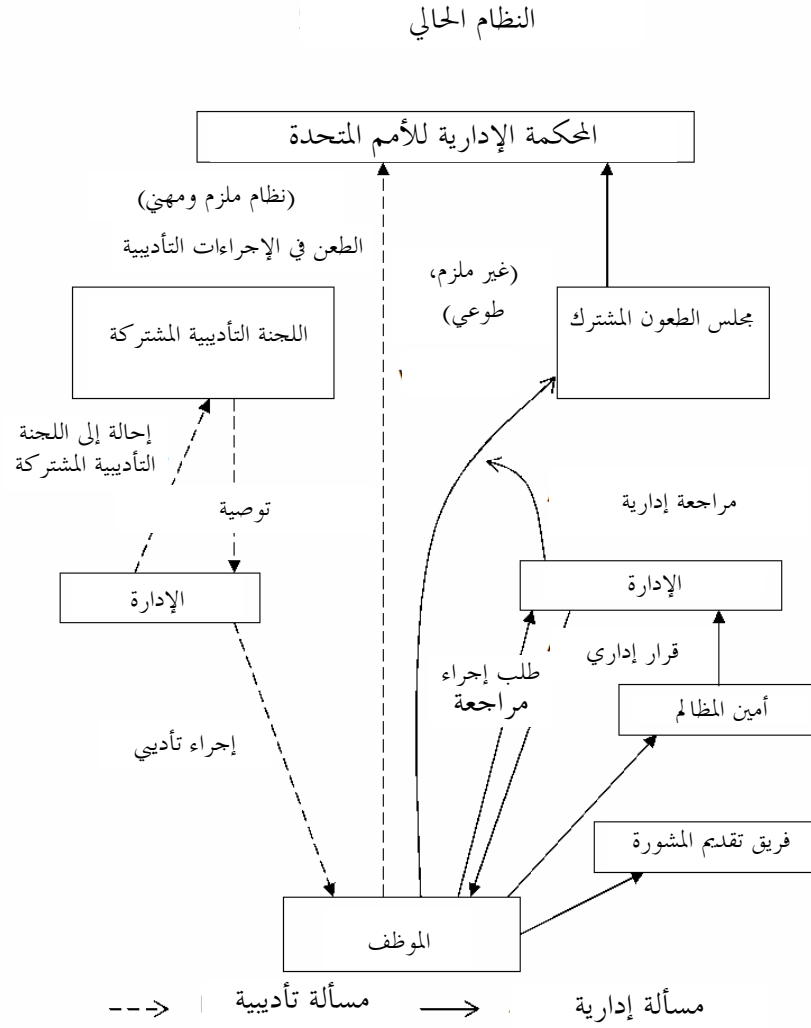 النظام الحالي
المحكمة الإدارية للأمم المتحدة
(نظام ملزم ومهني)
الطعن في الإجراءات التأديبية
(غير ملزم،
طوعي)
مجلس الطعون المشترك
اللجنة التأديبية المشتركة
إحالة إلى اللجنة
التأديبية المشتركة
مراجعة إدارية
توصية
الإدارة
الإدارة
قرار إداري
طلب إجراء
مراجعة
أمين المظالم
إجراء تأديبي
فريق تقديم المشورة
الموظف
مسألة إدارية
مسألة تأديبية